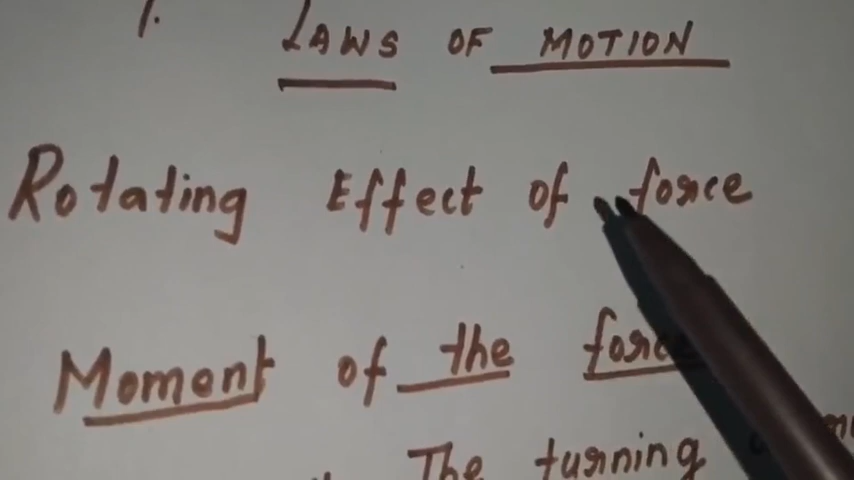 1. LAWS OF MOTION
Rotating Effect of force
Moment of the force
The turning